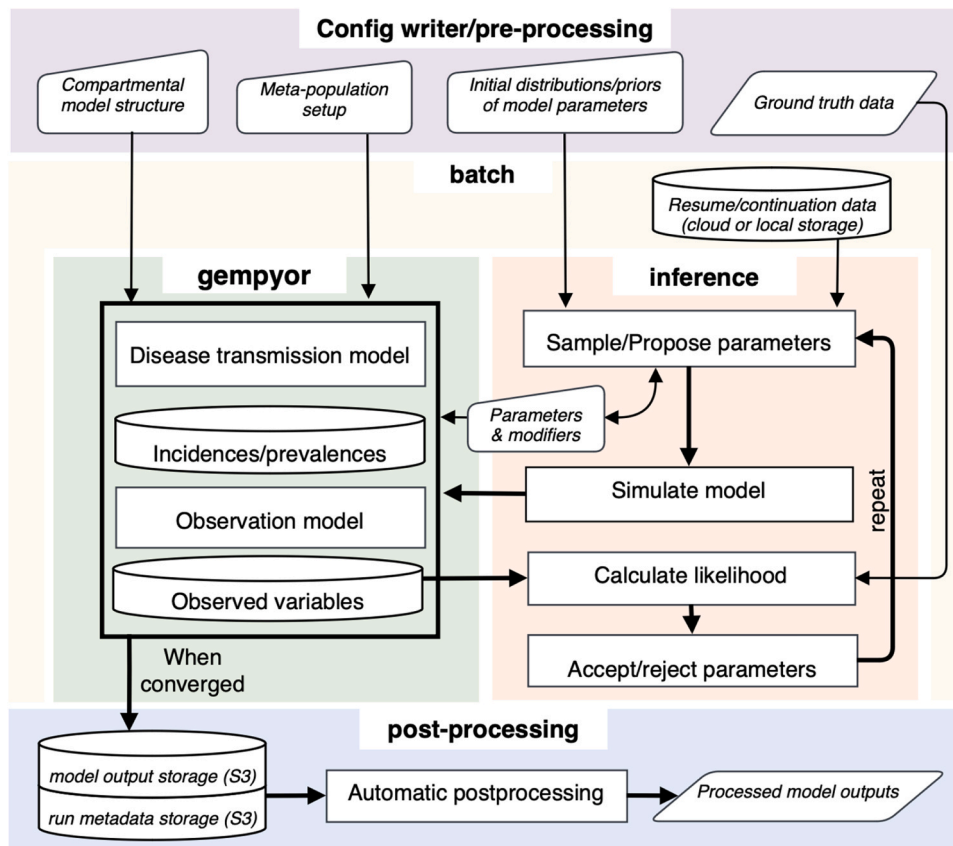 Config writer/pre-processing
Compartmental
model structure
Meta-population
setup
Initial distributions/priors
of model parameters
Ground truth data
batch
Resume/continuation data
(cloud or local storage)
gempyor
inference
Disease transmission model
Sample/Propose parameters
Parameters
& modifiers
Incidences/prevalences
Simulate model
Observation model
repeat
Calculate likelihood
Observed variables
Accept/reject parameters
When
converged
post-processing
model output storage (S3)
run metadata storage (S3)
Automatic postprocessing
Processed model outputs